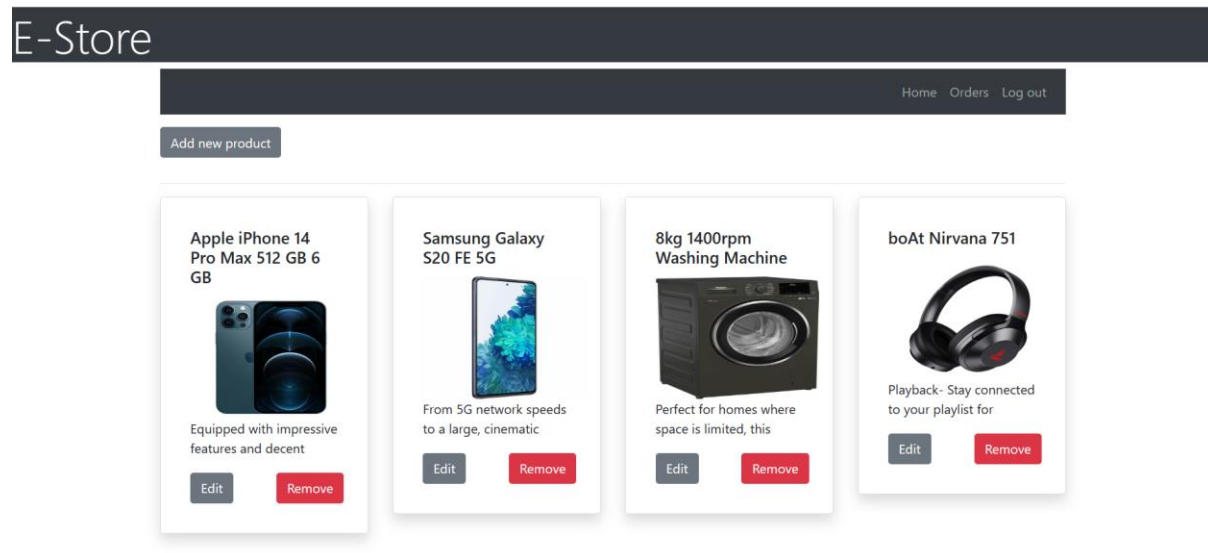 E-Store
Home Orders Log out
Add new product
Apple iPhone 14
Pro Max 512 GB 6
GB
Equipped with impressive
features and decent
Edit Remove
Samsung Galaxy
S20 FE 5G
From 5G network speeds
to a large, cinematic
Edit Remove
8kg 1400rpm
Washing Machine
Perfect for homes where
space is limited, this
Edit Remove
boAt Nirvana 751
Playback- Stay connected
to your playlist for
Edit Remove